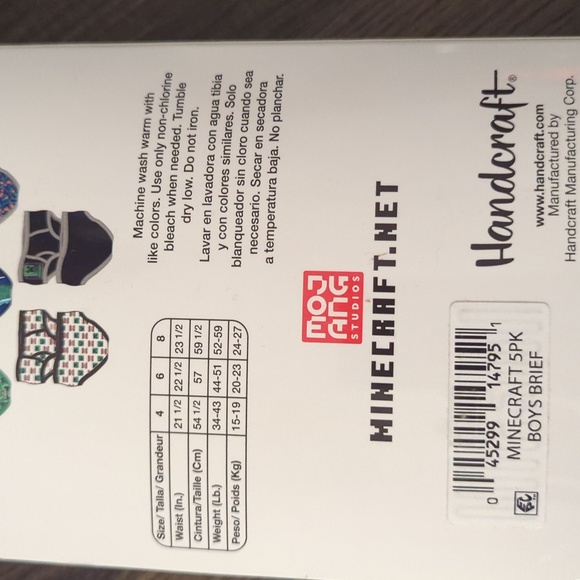 Machine wash warm with
like colors. Use only non-chlorine
bleach when needed. Tumble
dry low. Do not iron.
Lavar en lavadora con agua tibia
y con colores similares. Solo
blanqueador sin cloro cuando sea
necesario. Secar en secadora
a temperatura baja. No planchar.
Size/ Talla/ Grandeur 4 6 8
Waist (In.) 21 1/2 22 1/2 23 1/2
Cintura/Taille (Cm) 54 1/2 57 59 1/2
Weight (Lb.) 34-43 44-51 52-59
Peso/ Poids (Kg) 15-19 20-23 24-27
MOJ
ANG
STUDIOS
MINECRAFT.NET
Handcraft®
www.handcraft.com
Manufactured by
Handcraft Manufacturing Corp.
0 45299 14795 1
MINECRAFT 5PK
BOYS BRIEF